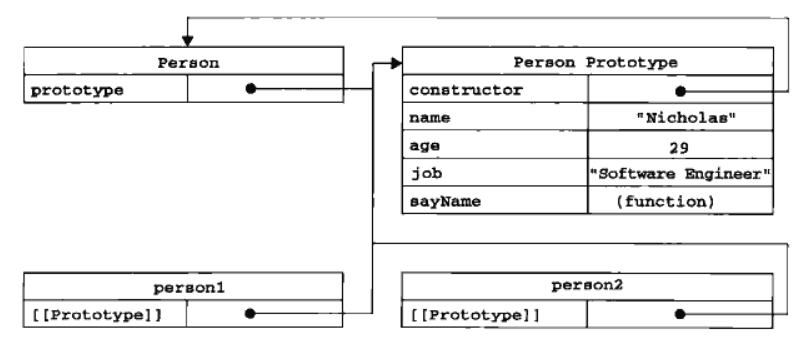 Person
prototype
Person Prototype
constructor
name "Nicholas"
age 29
job "Software Engineer"
sayName (function)
person1
[[Prototype]]
person2
[[Prototype]]